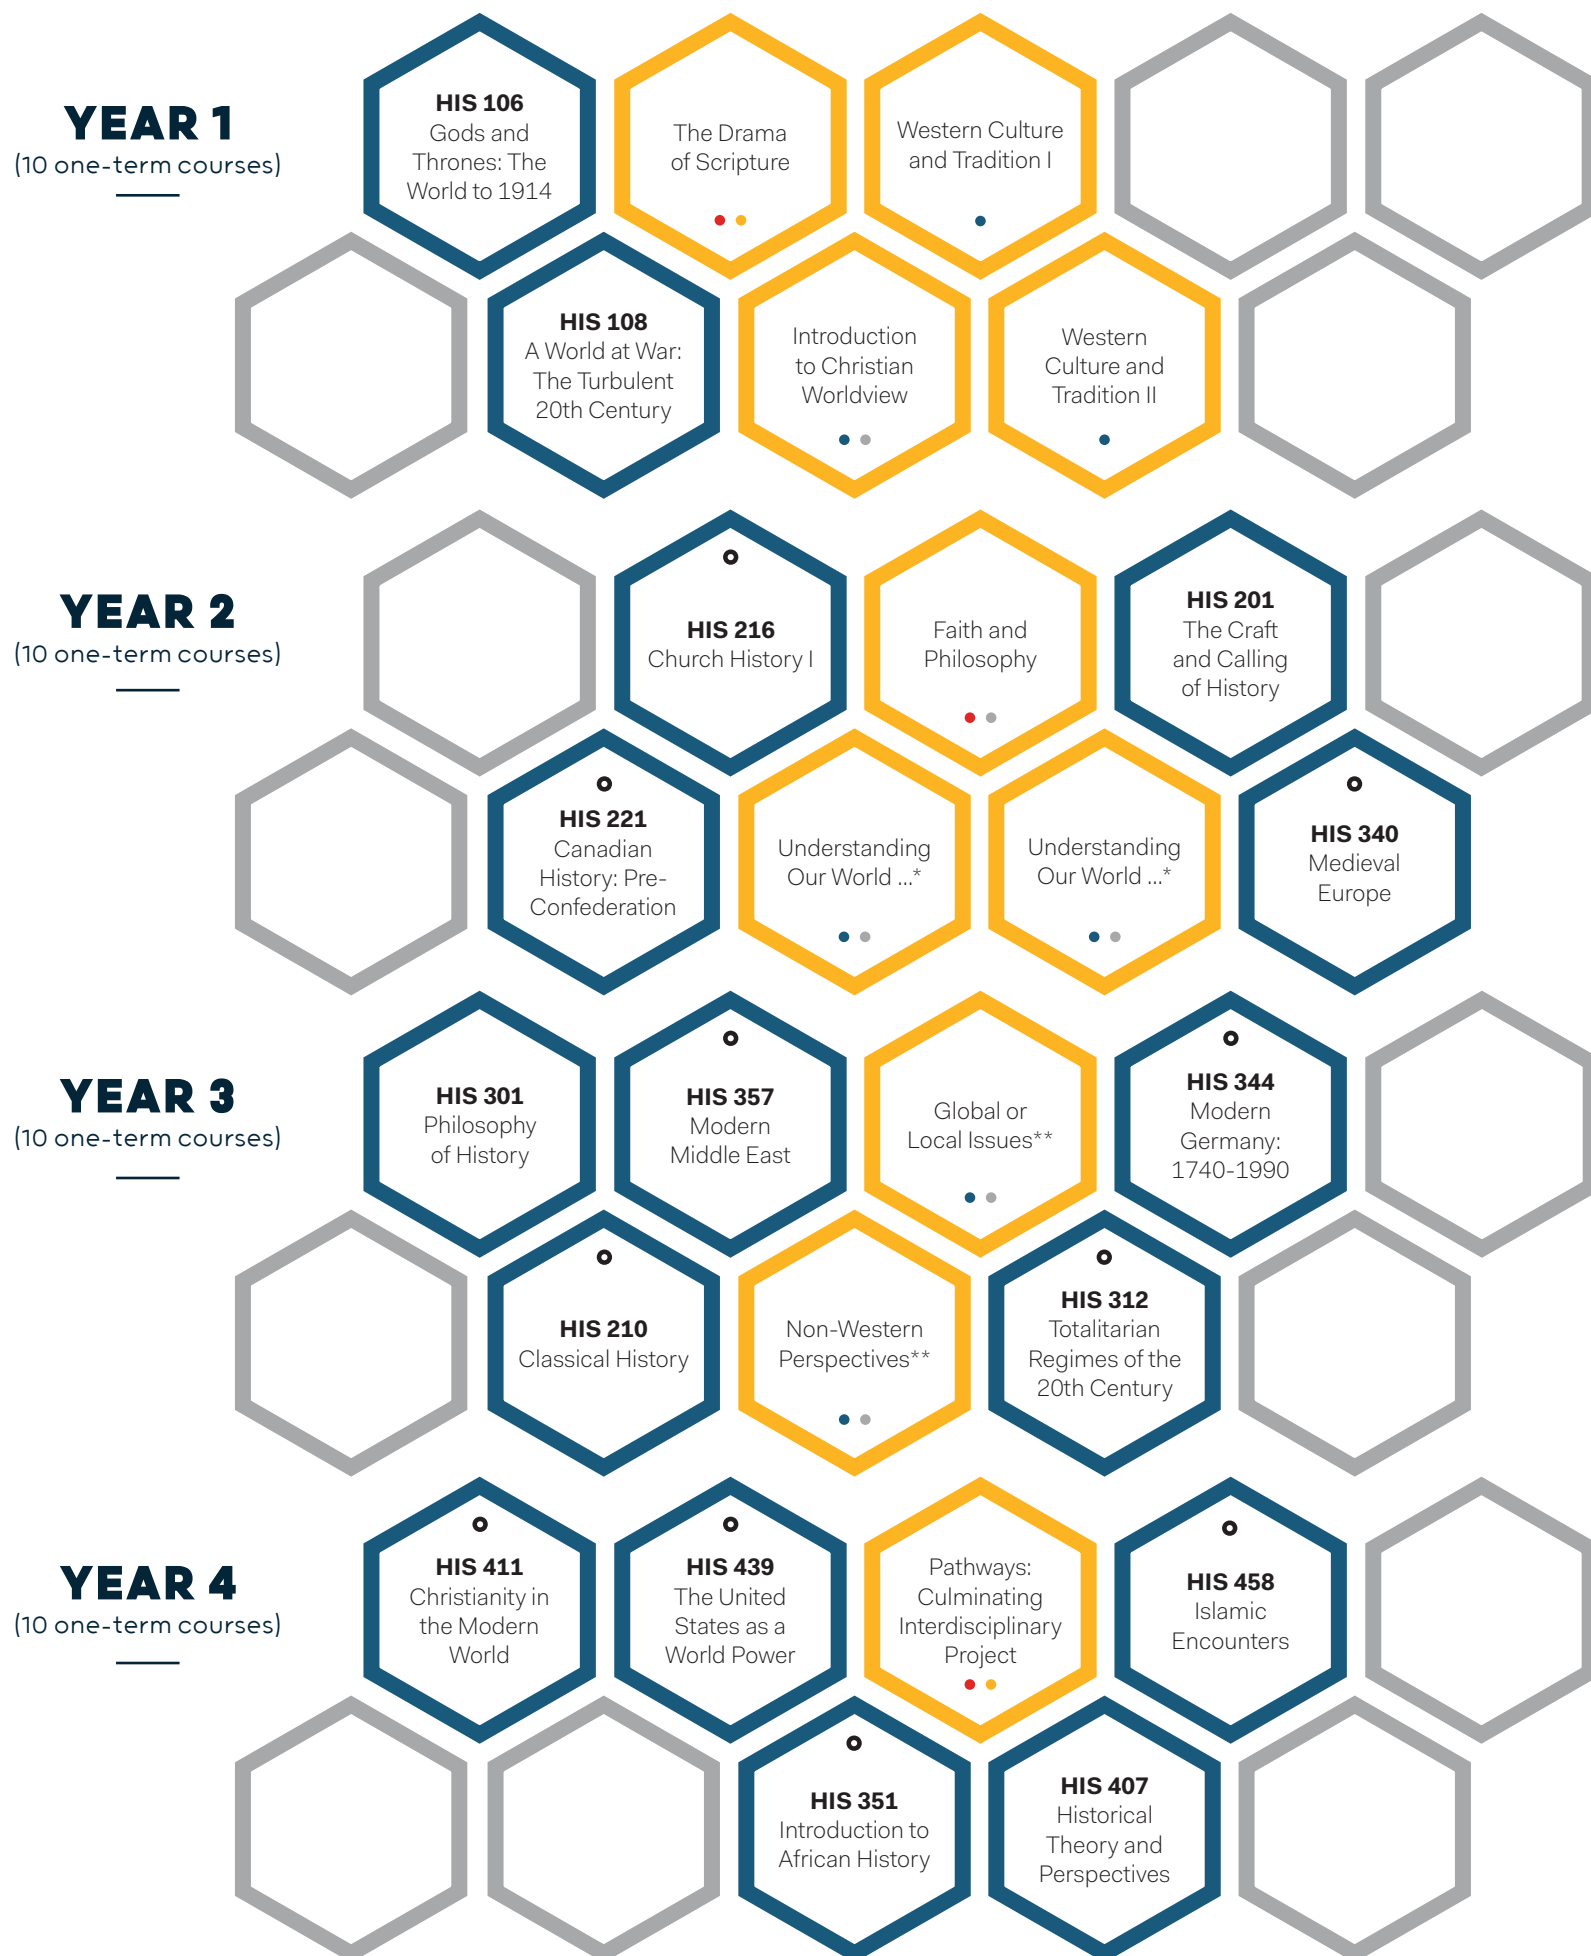 YEAR 1
(10 one-term courses)
HIS 106
Gods and
Thrones: The
World to 1914
The Drama
of Scripture
Western Culture
and Tradition I
HIS 108
A World at War:
The Turbulent
20th Century
Introduction
to Christian
Worldview
Western
Culture and
Tradition II
YEAR 2
(10 one-term courses)
HIS 216
Church History I
Faith and
Philosophy
HIS 201
The Craft
and Calling
of History
HIS 221
Canadian
History: Pre-
Confederation
Understanding
Our World ...*
Understanding
Our World ...*
HIS 340
Medieval
Europe
YEAR 3
(10 one-term courses)
HIS 301
Philosophy
of History
HIS 357
Modern
Middle East
Global or
Local Issues**
HIS 344
Modern
Germany:
1740-1990
HIS 210
Classical History
Non-Western
Perspectives**
HIS 312
Totalitarian
Regimes of the
20th Century
YEAR 4
(10 one-term courses)
HIS 411
Christianity in
the Modern
World
HIS 439
The United
States as a
World Power
Pathways:
Culminating
Interdisciplinary
Project
HIS 458
Islamic
Encounters
HIS 351
Introduction to
African History
HIS 407
Historical
Theory and
Perspectives